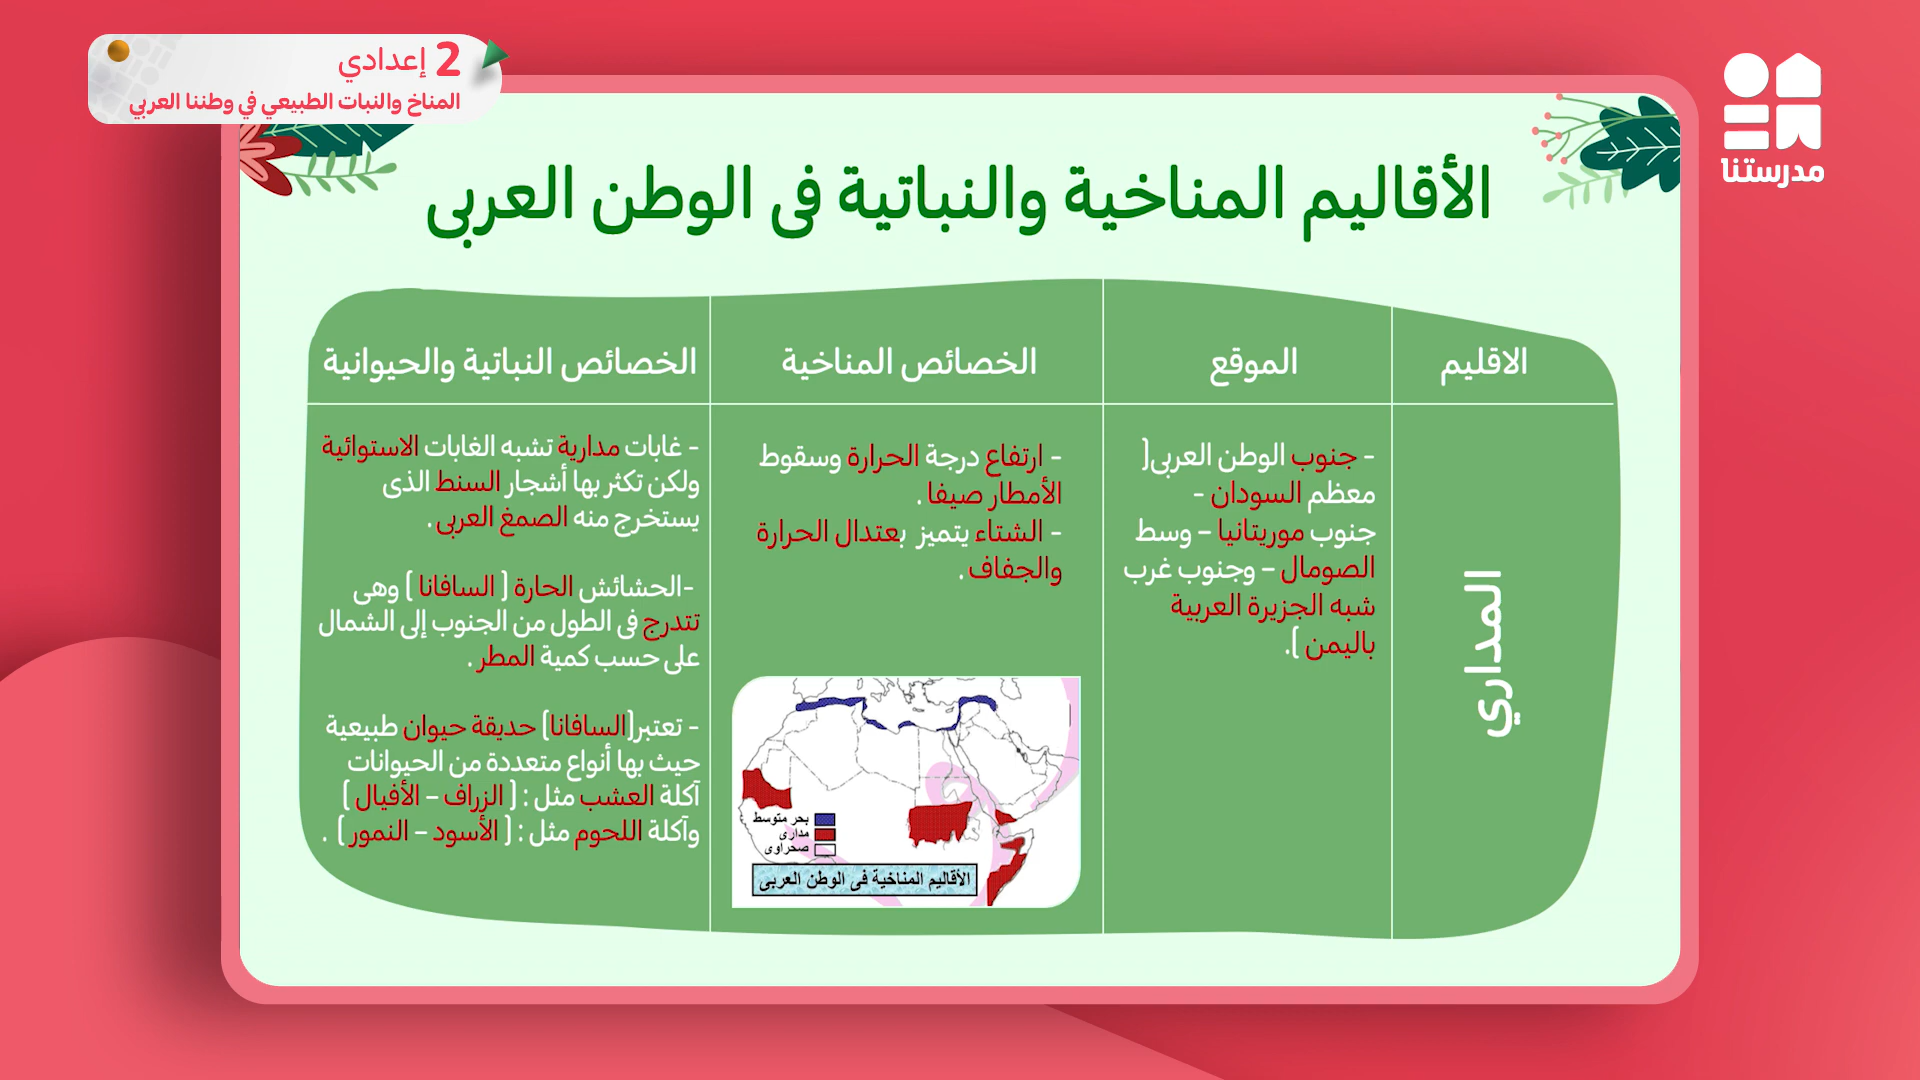 2 إعدادي
المناخ والنبات الطبيعي في وطننا العربي
مدرستنا
الأقاليم المناخية والنباتية فى الوطن العربى
الاقليم
الموقع
الخصائص المناخية
الخصائص النباتية والحيوانية
المداري
- جنوب الوطن العربى(
معظم السودان -
جنوب موريتانيا – وسط
الصومال – وجنوب غرب
شبه الجزيرة العربية
باليمن ).
- ارتفاع درجة الحرارة وسقوط
الأمطار صيفا .
- الشتاء يتميز بعتدال الحرارة
والجفاف .
بحر متوسط
مدارى
صحراوى
الأقاليم المناخية فى الوطن العربى
- غابات مدارية تشبه الغابات الاستوائية
ولكن تكثر بها أشجار السنط الذى
يستخرج منه الصمغ العربى .
-الحشائش الحارة ( السافانا ) وهى
تتدرج فى الطول من الجنوب إلى الشمال
على حسب كمية المطر .
- تعتبر(السافانا) حديقة حيوان طبيعية
حيث بها أنواع متعددة من الحيوانات
آكلة العشب مثل : ( الزراف – الأفيال )
وآكلة اللحوم مثل : ( الأسود – النمور ) .